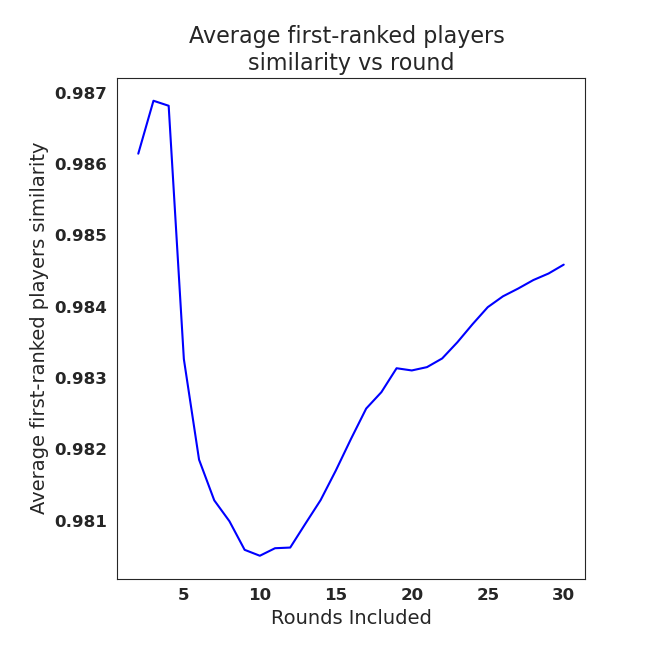 Average first-ranked players
similarity vs round
0.987
0.986
0.985
0.984
0.983
0.982
0.981
Average first-ranked players similarity
5 10 15 20 25 30
Rounds Included